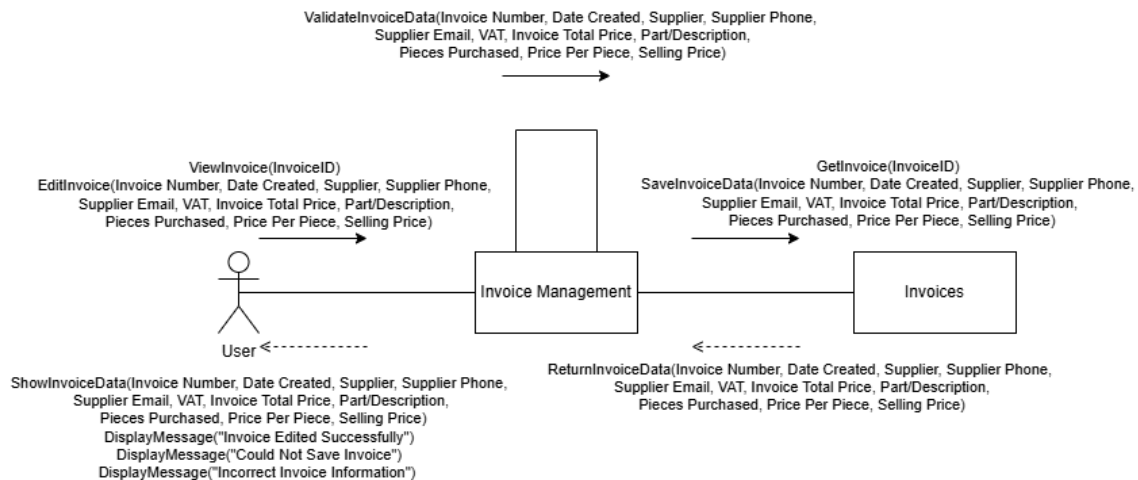 ValidateInvoiceData(Invoice Number, Date Created, Supplier, Supplier Phone,
Supplier Email, VAT, Invoice Total Price, Part/Description,
Pieces Purchased, Price Per Piece, Selling Price)
ViewInvoice(InvoiceID)
EditInvoice(Invoice Number, Date Created, Supplier, Supplier Phone,
Supplier Email, VAT, Invoice Total Price, Part/Description,
Pieces Purchased, Price Per Piece, Selling Price)
GetInvoice(InvoiceID)
SaveInvoiceData(Invoice Number, Date Created, Supplier, Supplier Phone,
Supplier Email, VAT, Invoice Total Price, Part/Description,
Pieces Purchased, Price Per Piece, Selling Price)
Invoice Management
Invoices
User
ShowInvoiceData(Invoice Number, Date Created, Supplier, Supplier Phone,
Supplier Email, VAT, Invoice Total Price, Part/Description,
Pieces Purchased, Price Per Piece, Selling Price)
DisplayMessage("Invoice Edited Successfully")
DisplayMessage("Could Not Save Invoice")
DisplayMessage("Incorrect Invoice Information")
ReturnInvoiceData(Invoice Number, Date Created, Supplier, Supplier Phone,
Supplier Email, VAT, Invoice Total Price, Part/Description,
Pieces Purchased, Price Per Piece, Selling Price)